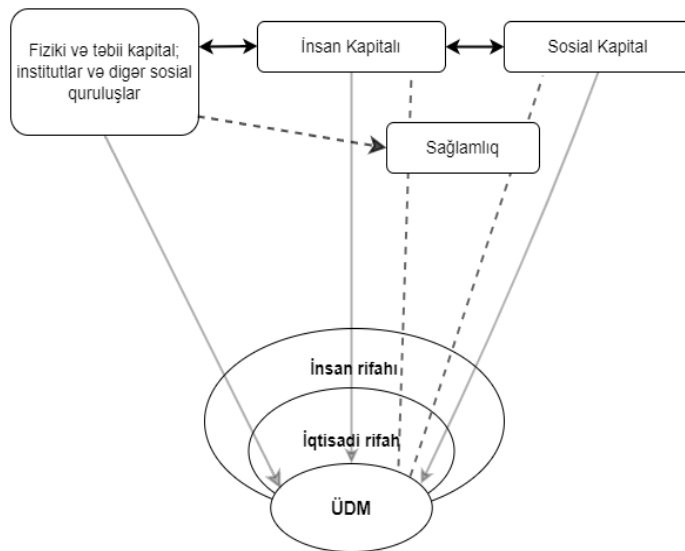 Fiziki və təbii kapital;
institutlar və digər sosial
quruluşlar
İnsan Kapitalı
Sosial Kapital
Sağlamlıq
İnsan rifahı
İqtisadi rifah
ÜDM